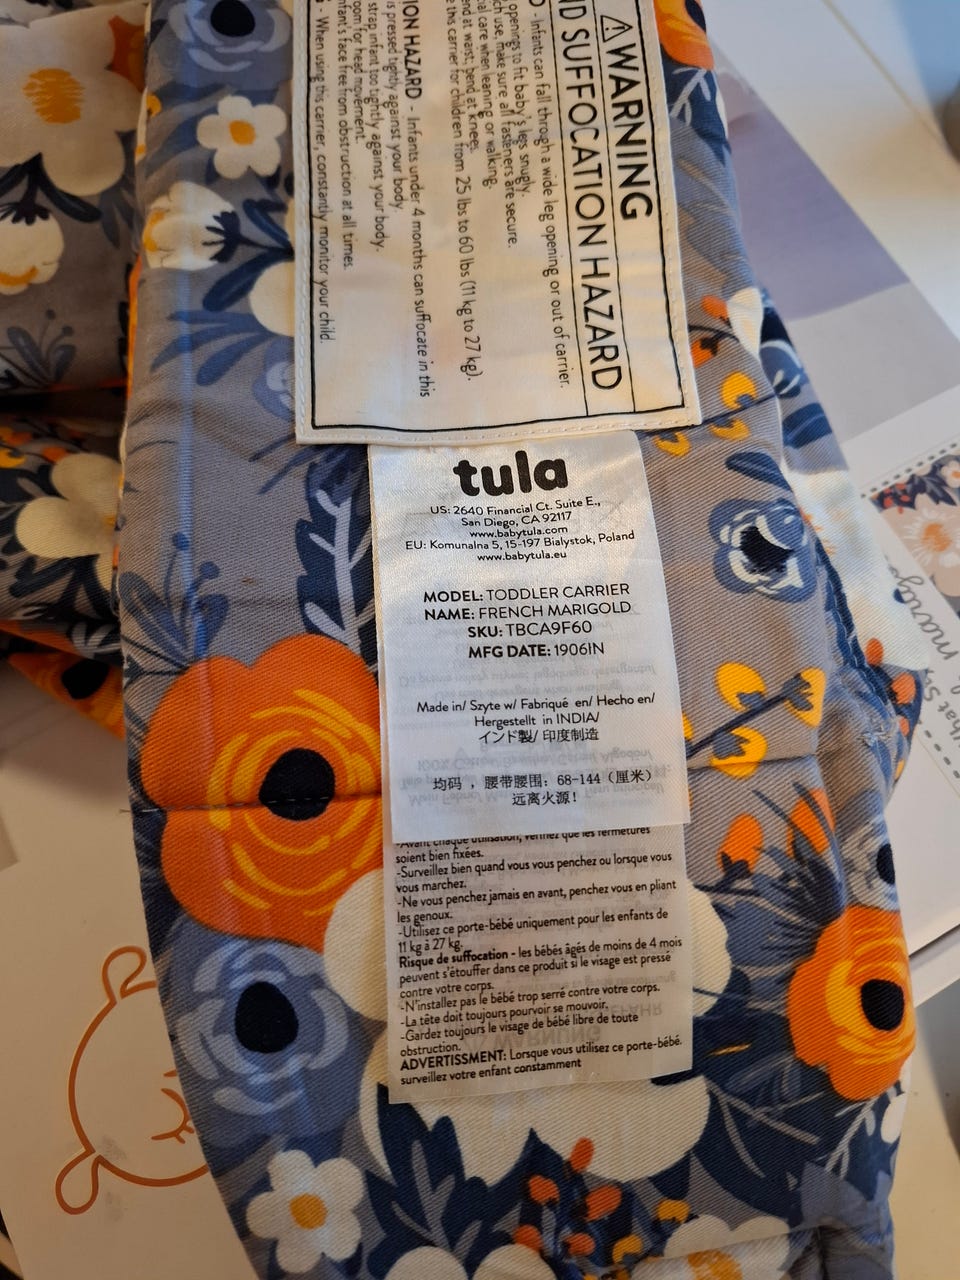 ⚠WARNING
ND SUFFOCATION HAZARD
- Infants can fall through a wide leg opening or out of carrier.
openings to fit baby's legs snugly.
ch use, make sure all fasteners are secure.
ial care when leaning or walking.
end at waist; bend at knees.
e this carrier for children from 25 lbs to 60 lbs (11 kg to 27 kg).
ION HAZARD - Infants under 4 months can suffocate in this
is pressed tightly against your body.
strap infant too tightly against your body.
oom for head movement.
nfant's face free from obstruction at all times.
- When using this carrier, constantly monitor your child.
tula
US: 2640 Financial Ct. Suite E.,
San Diego, CA 92117
www.babytula.com
EU: Komunalna 5, 15-197 Bialystok, Poland
www.babytula.eu
MODEL: TODDLER CARRIER
NAME: FRENCH MARIGOLD
SKU: TBCA9F60
MFG DATE: 1906IN
Made in/ Szyte w/ Fabriqué en/ Hecho en/
Hergestellt in INDIA/
インド製/ 印度制造
均码，腰带腰围：68-144（厘米）
远离火源！
-Avant chaque utilisation, vérifiez que les fermetures
soient bien fixées.
-Surveillez bien quand vous vous penchez ou lorsque vous
vous marchez.
-Ne vous penchez jamais en avant, penchez vous en pliant
les genoux.
-Utilisez ce porte-bébé uniquement pour les enfants de
11 kg à 27 kg.
Risque de suffocation - les bébés âgés de moins de 4 mois
peuvent s'étouffer dans ce produit si le visage est pressé
contre votre corps.
-N'installez pas le bébé trop serré contre votre corps.
-La tête doit toujours pourvoir se mouvoir.
-Gardez toujours le visage de bébé libre de toute
obstruction.
ADVERTISSMENT: Lorsque vous utilisez ce porte-bébé.
surveillez votre enfant constamment